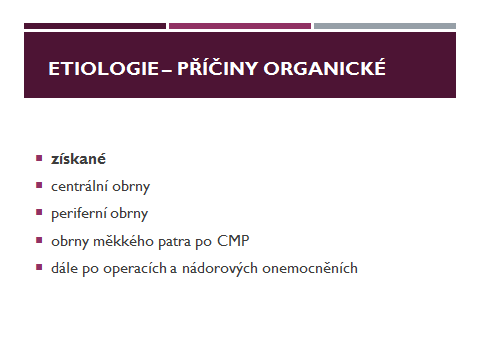 ETIOLOGIE – PŘÍČINY ORGANICKÉ
získané
centrální obrny
periferní obrny
obrny měkkého patra po CMP
dále po operacích a nádorových onemocněních